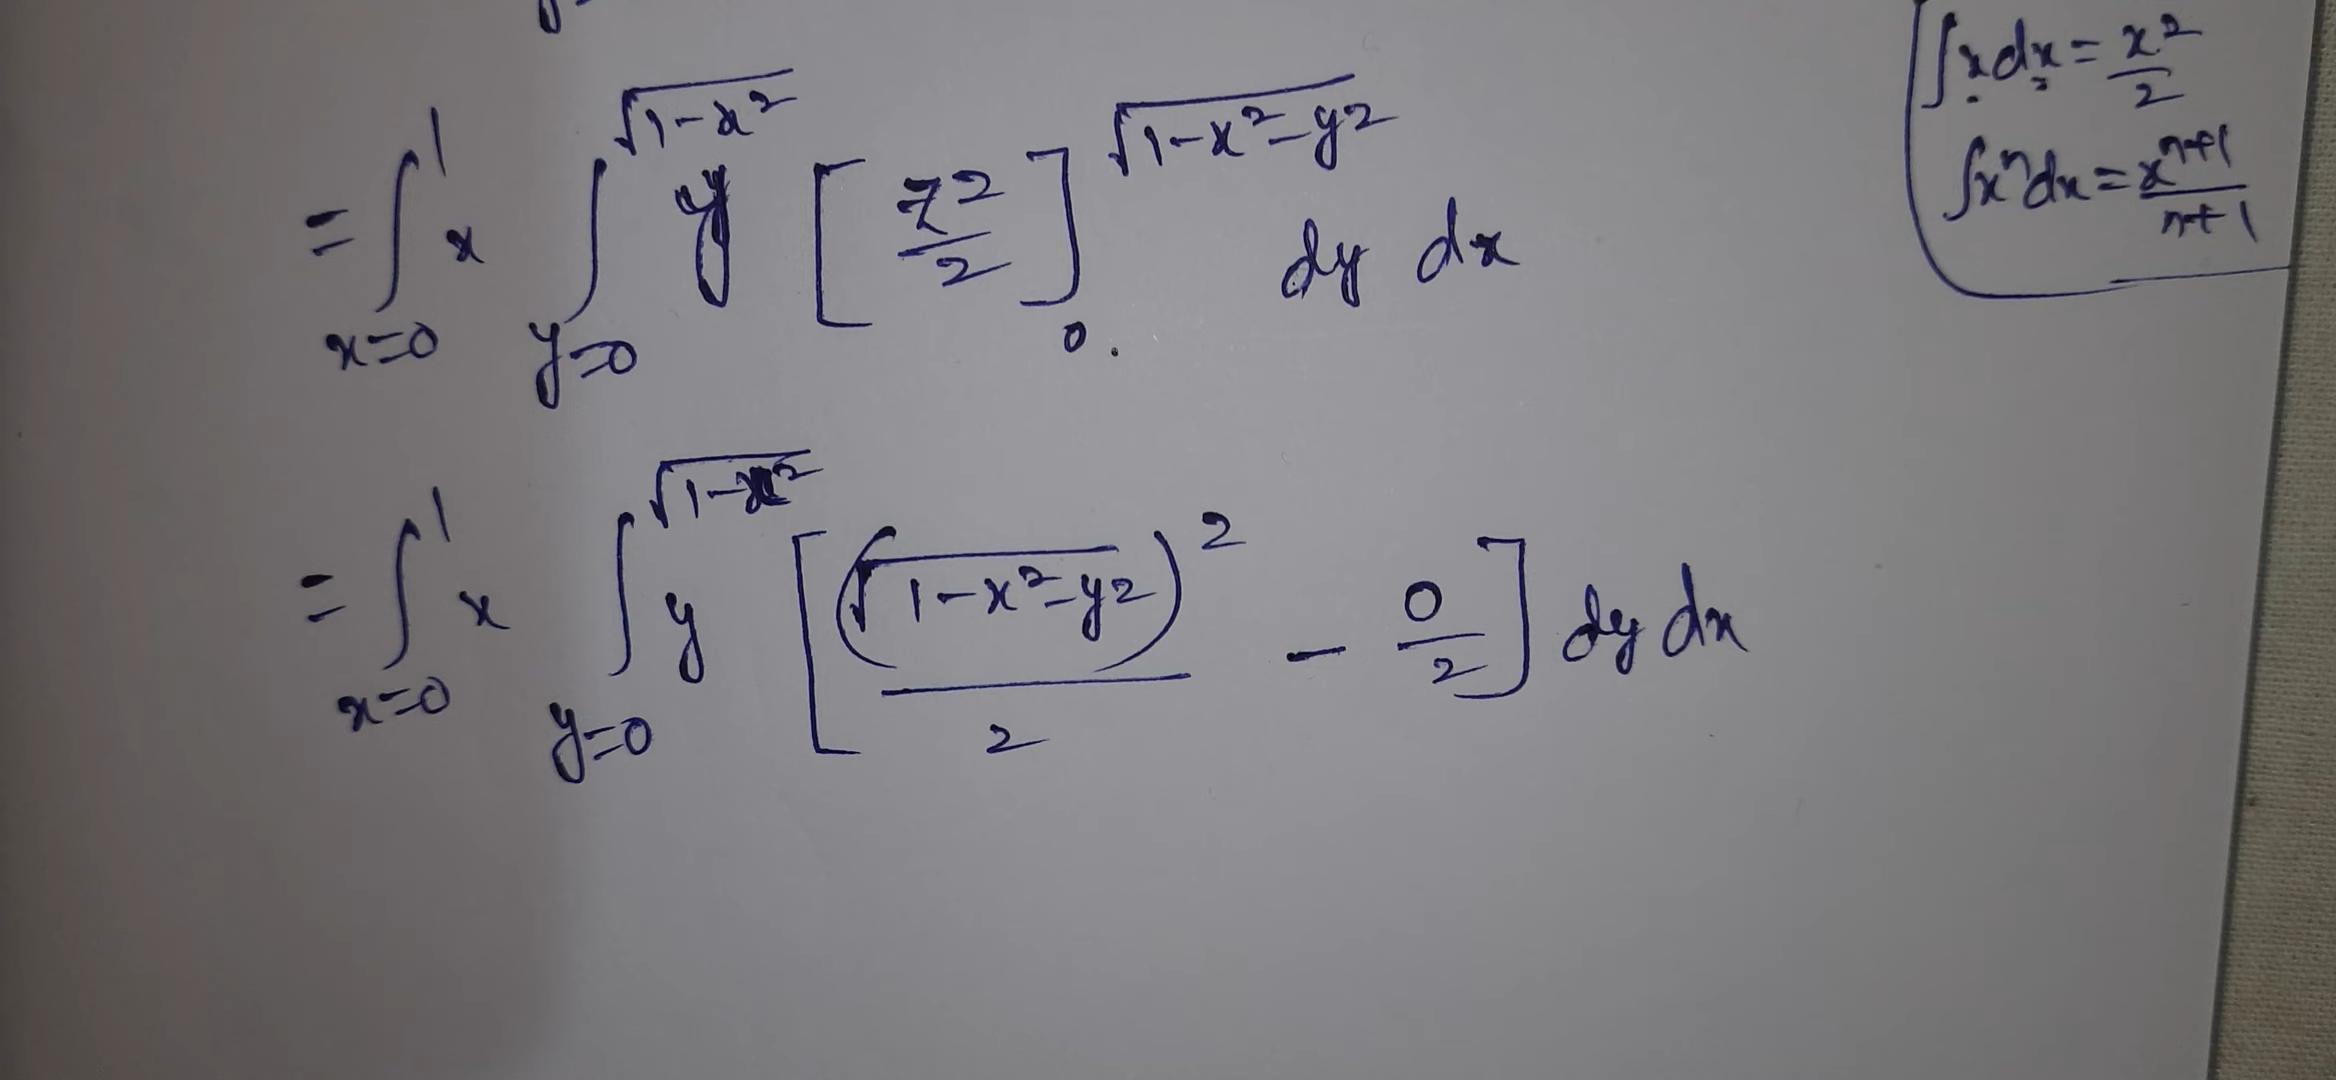 = ∫_{x=0}^{1} x ∫_{y=0}^{√(1-x²)} y [z²/2]_{0}^{√(1-x²-y²)} dy dx
= ∫_{x=0}^{1} x ∫_{y=0}^{√(1-x²)} y [(√(1-x²-y²))²/2 - 0/2] dy dx
∫x dx = x²/2
∫xⁿ dx = xⁿ⁺¹/n+1